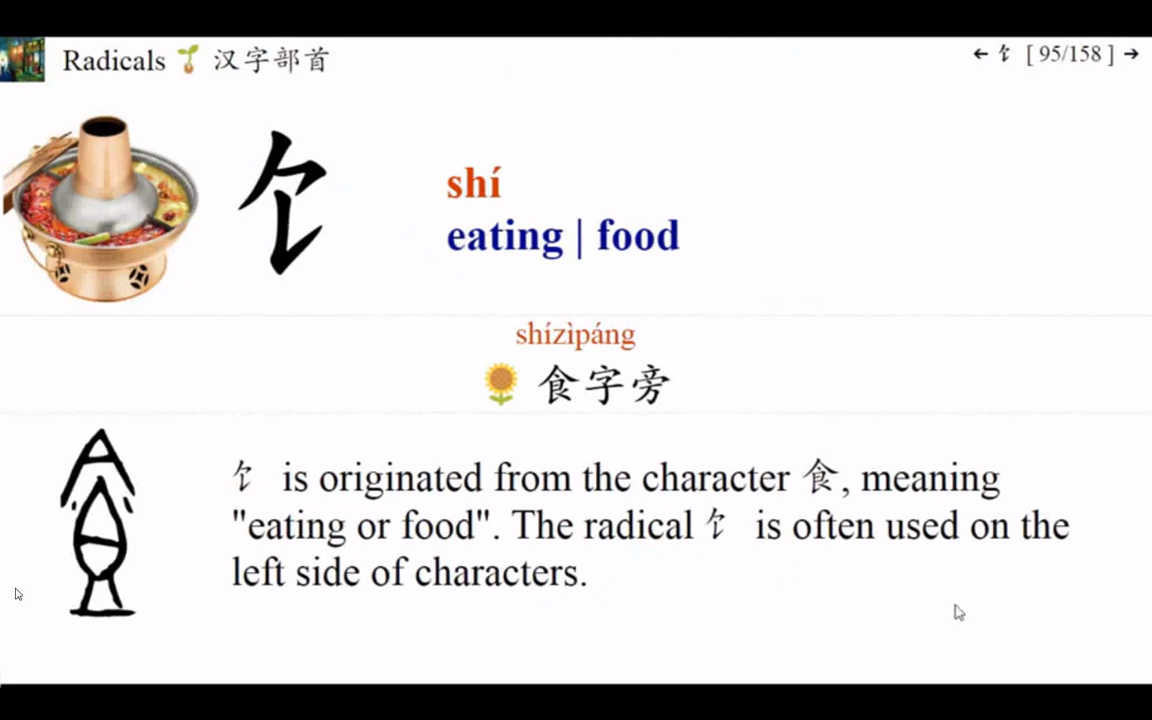 Radicals 🌱 汉字部首
← 饣 [ 95/158 ] →
饣
shí
eating | food
shízìpáng
🌻 食字旁
饣 is originated from the character 食, meaning
"eating or food". The radical 饣 is often used on the
left side of characters.